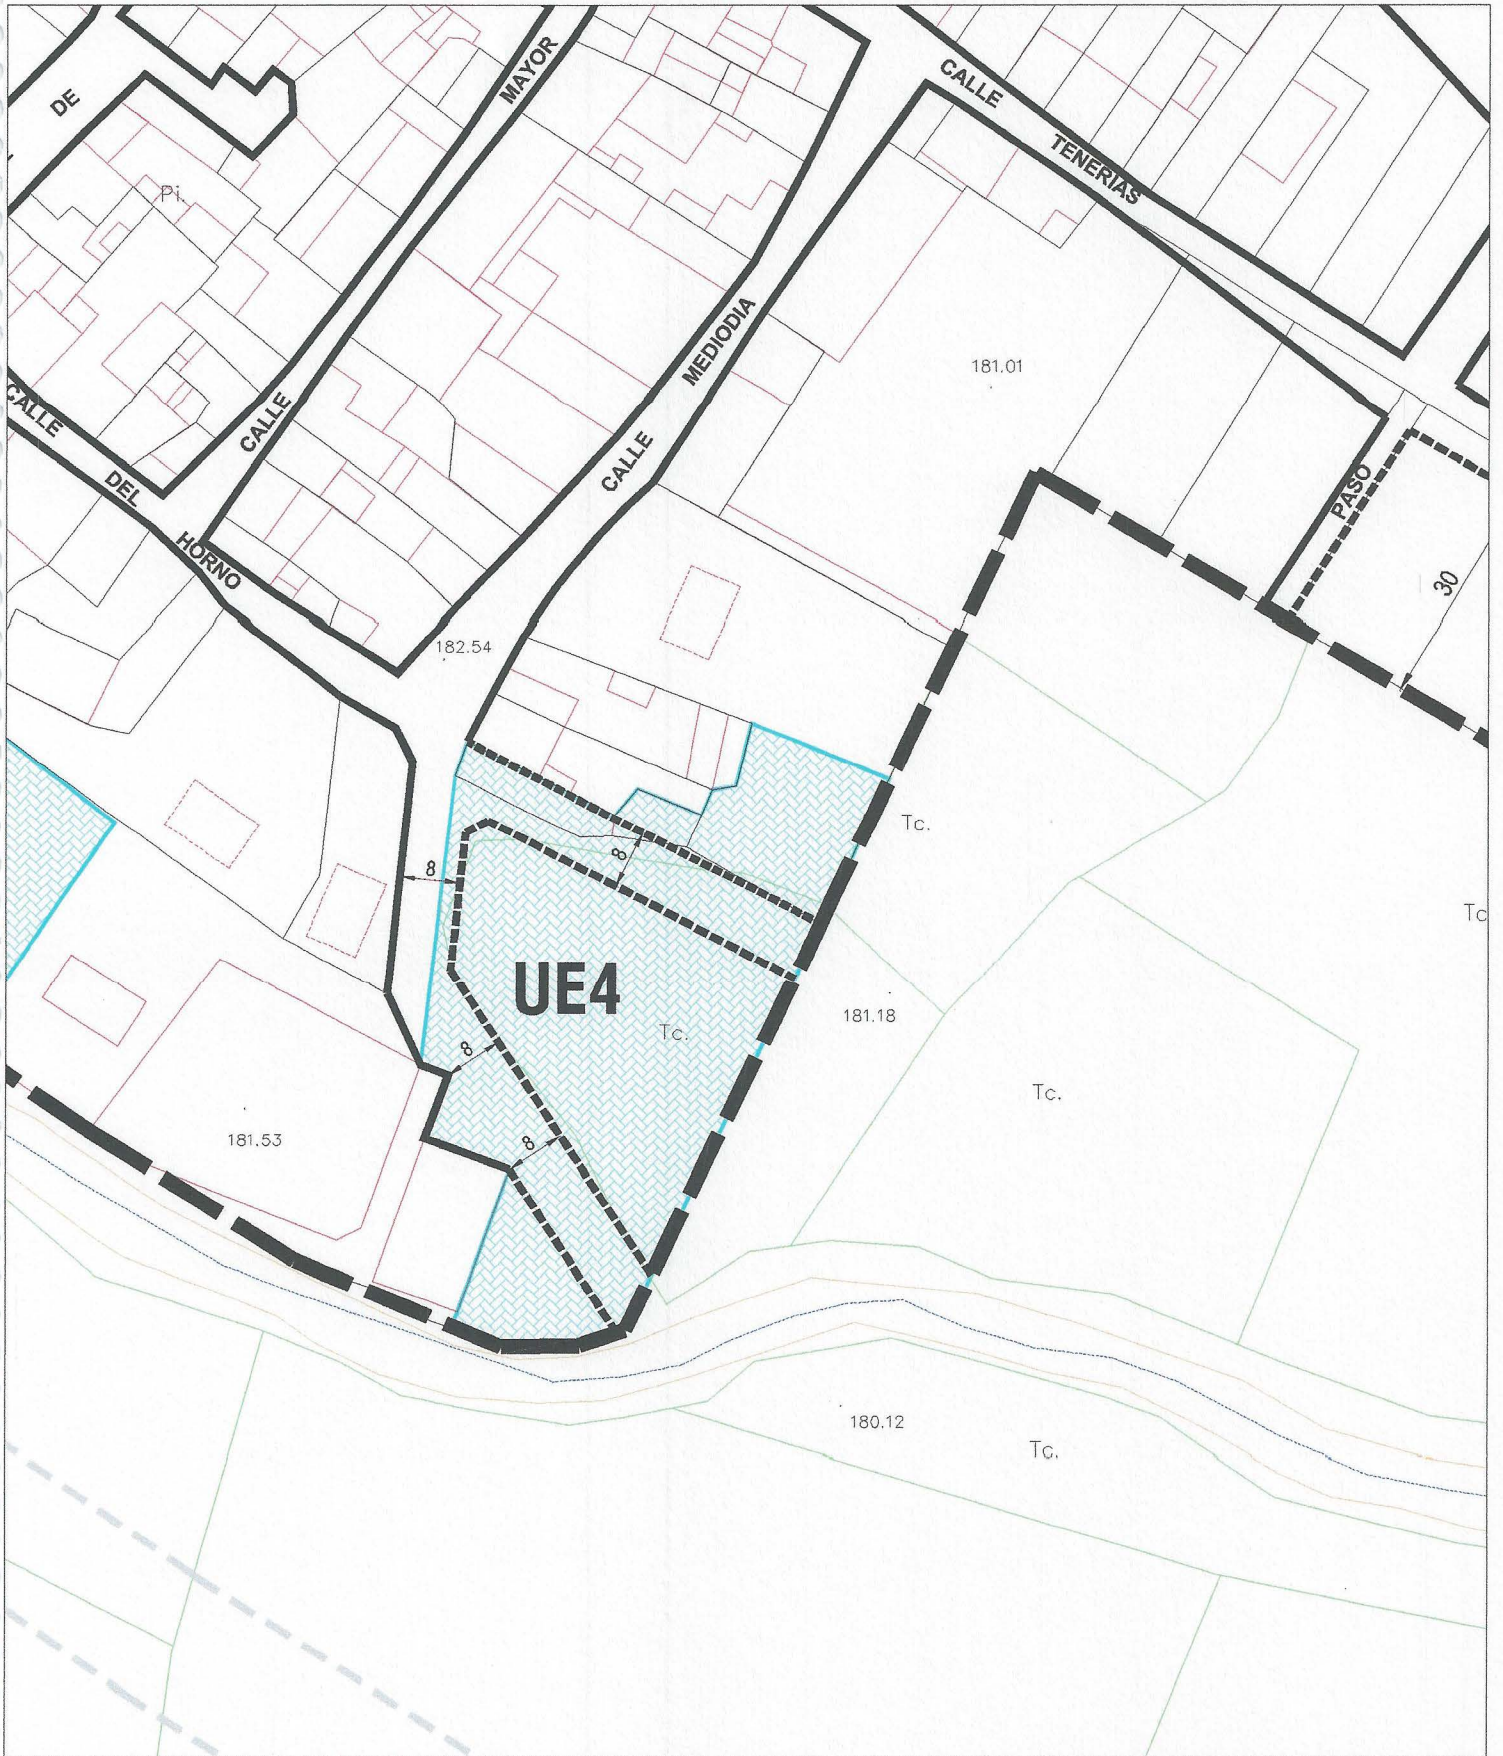 DE
MAYOR
CALLE
TENERIAS
Pi.
MEDIODIA
181.01
CALLE
CALLE
CALLE
DEL
PASO
HORNO
30
182.54
Tc.
8
8
Tc
UE4
181.18
Tc.
8
Tc.
181.53
8
180.12
Tc.